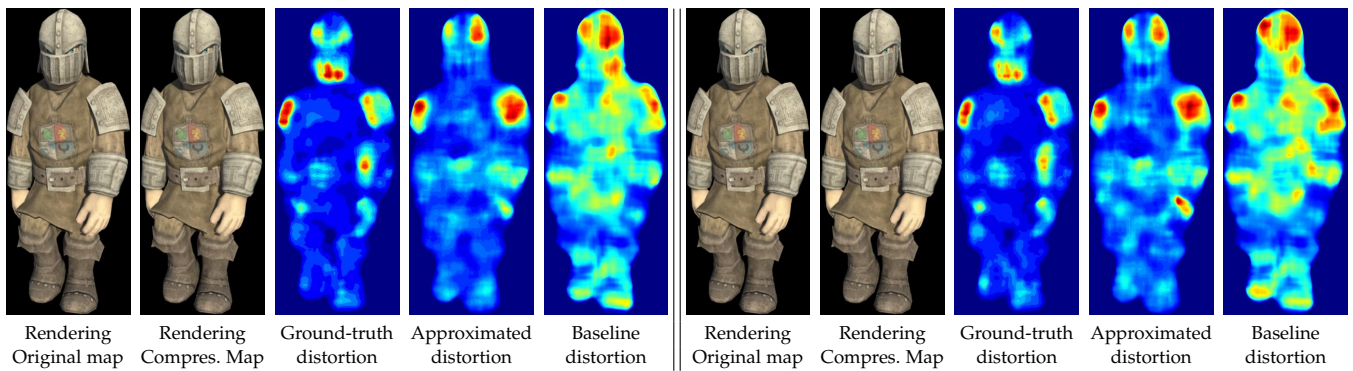 Rendering Rendering Ground-truth Approximated Baseline Rendering Rendering Ground-truth Approximated Baseline
Original map Compres. Map distortion distortion distortion Original map Compres. Map distortion distortion distortion